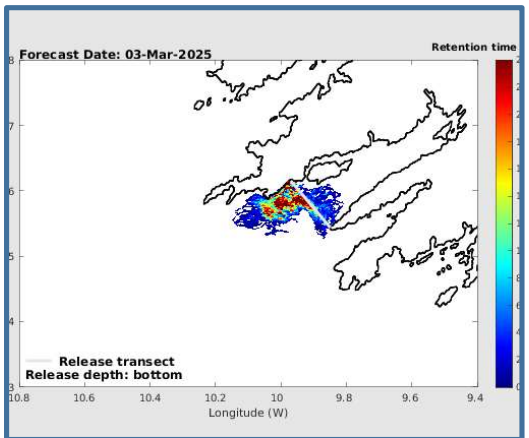 Forecast Date: 03-Mar-2025
Retention time
8
7
6
5
4
3
Release transect
Release depth: bottom
10.8 10.6 10.4 10.2 10 9.8 9.6 9.4
Longitude (W)